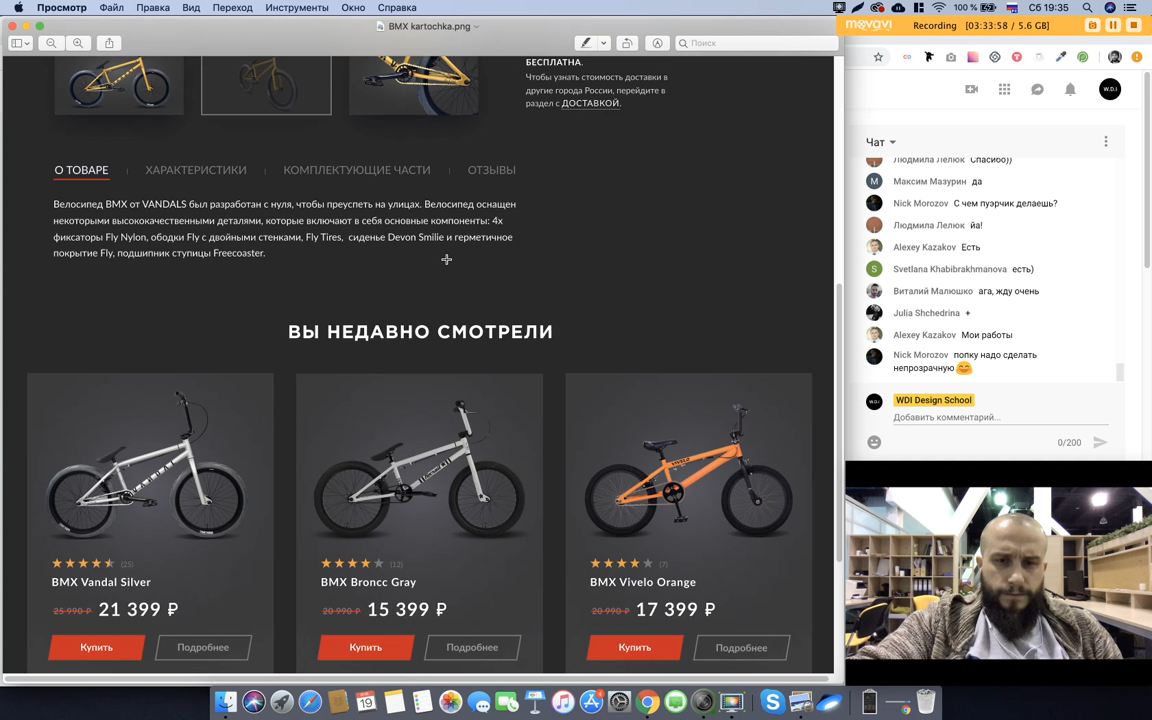 Просмотр Файл Правка Вид Переход Инструменты Окно Справка 100 % Сб 19:35
BMX kartochka.png
Поиск
movavi Recording [03:33:58 / 5.6 GB]
БЕСПЛАТНА.
Чтобы узнать стоимость доставки в
другие города России, перейдите в
раздел с ДОСТАВКОЙ.
О ТОВАРЕ ХАРАКТЕРИСТИКИ КОМПЛЕКТУЮЩИЕ ЧАСТИ ОТЗЫВЫ
Велосипед BMX от VANDALS был разработан с нуля, чтобы преуспеть на улицах. Велосипед оснащен
некоторыми высококачественными деталями, которые включают в себя основные компоненты: 4x
фиксаторы Fly Nylon, ободки Fly с двойными стенками, Fly Tires, сиденье Devon Smilie и герметичное
покрытие Fly, подшипник ступицы Freecoaster.
ВЫ НЕДАВНО СМОТРЕЛИ
(25)
BMX Vandal Silver
25 990 ₽ 21 399 ₽
Купить Подробнее
(12)
BMX Broncc Gray
20 990 ₽ 15 399 ₽
Купить Подробнее
VIVELO
(7)
BMX Vivelo Orange
20 990 ₽ 17 399 ₽
Купить Подробнее
W.D.I
Чат
Людмила Лелюк Спасибо))
М Максим Мазурин да
Nick Morozov С чем пуэрчик делаешь?
Людмила Лелюк йа!
Alexey Kazakov Есть
S Svetlana Khabibrakhmanova есть)
Виталий Малюшко ага, жду очень
Julia Shchedrina +
Alexey Kazakov Мои работы
Nick Morozov попку надо сделать
непрозрачную
W.D.I WDI Design School
Добавить комментарий...
0/200
19